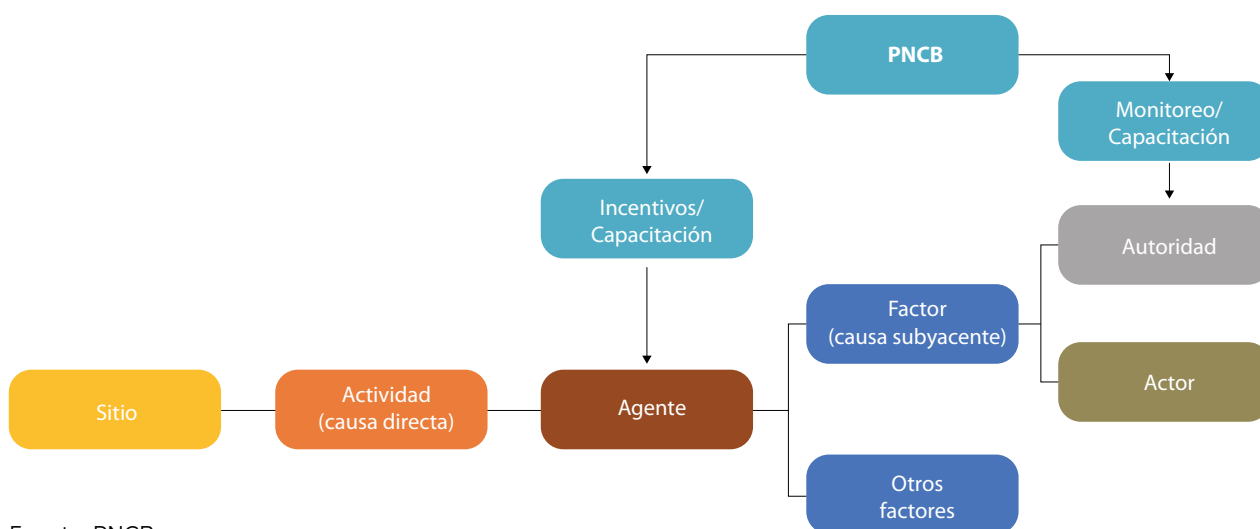 PNCB
Monitoreo/
Capacitación
Incentivos/
Capacitación
Autoridad
Factor
(causa subyacente)
Sitio
Actividad
(causa directa)
Agente
Actor
Otros
factores